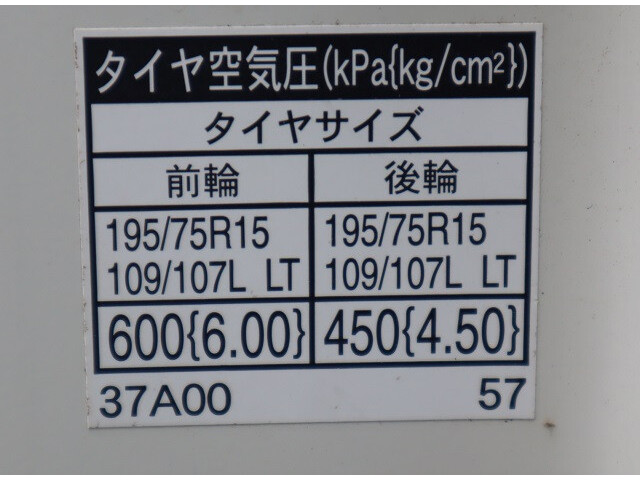 タイヤ空気圧(kPa{kg/cm²})
タイヤサイズ
前輪 後輪
195/75R15 195/75R15
109/107L LT 109/107L LT
600{6.00} 450{4.50}
37A00 57